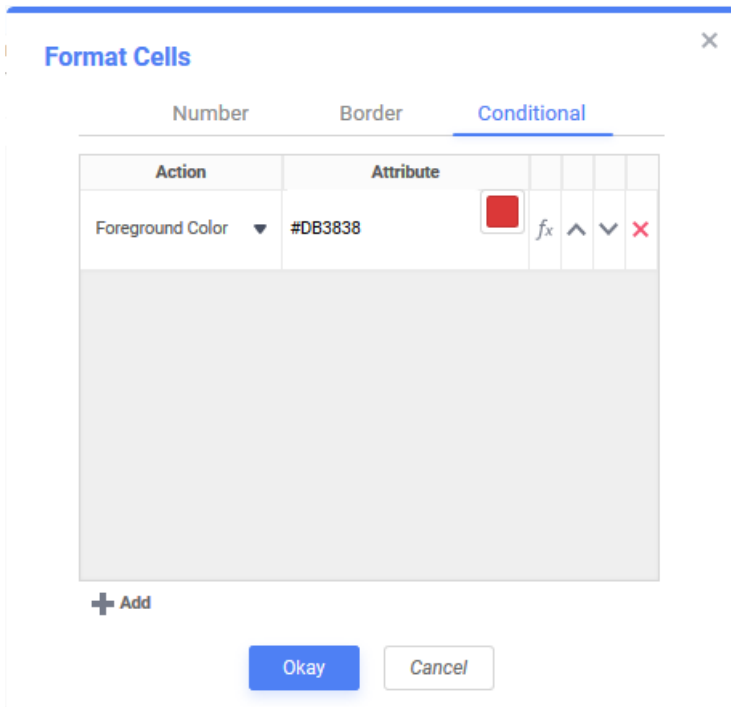 Format Cells
Number Border Conditional
Action Attribute
Foreground Color #DB3838 fx
Add
Okay Cancel